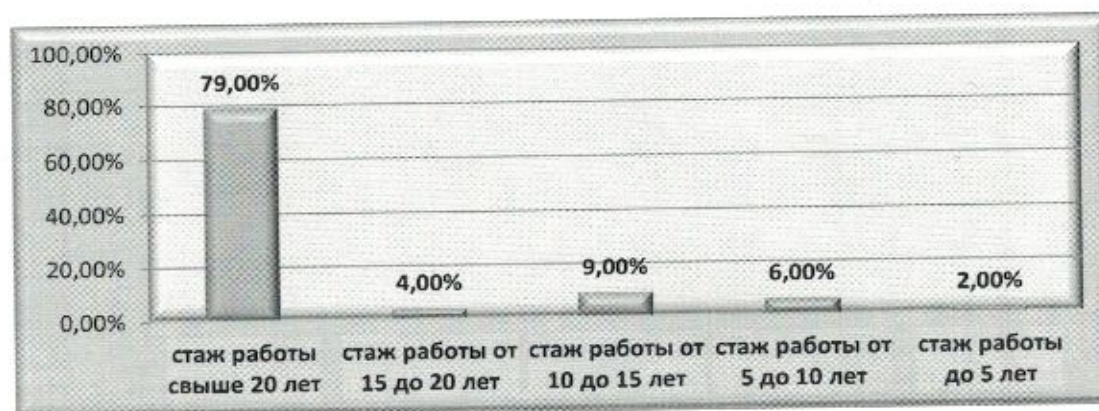 100,00%
80,00%
60,00%
40,00%
20,00%
0,00%
79,00%
4,00%
9,00%
6,00%
2,00%
стаж работы
свыше 20 лет
стаж работы от
15 до 20 лет
стаж работы от
10 до 15 лет
стаж работы от
5 до 10 лет
стаж работы
до 5 лет